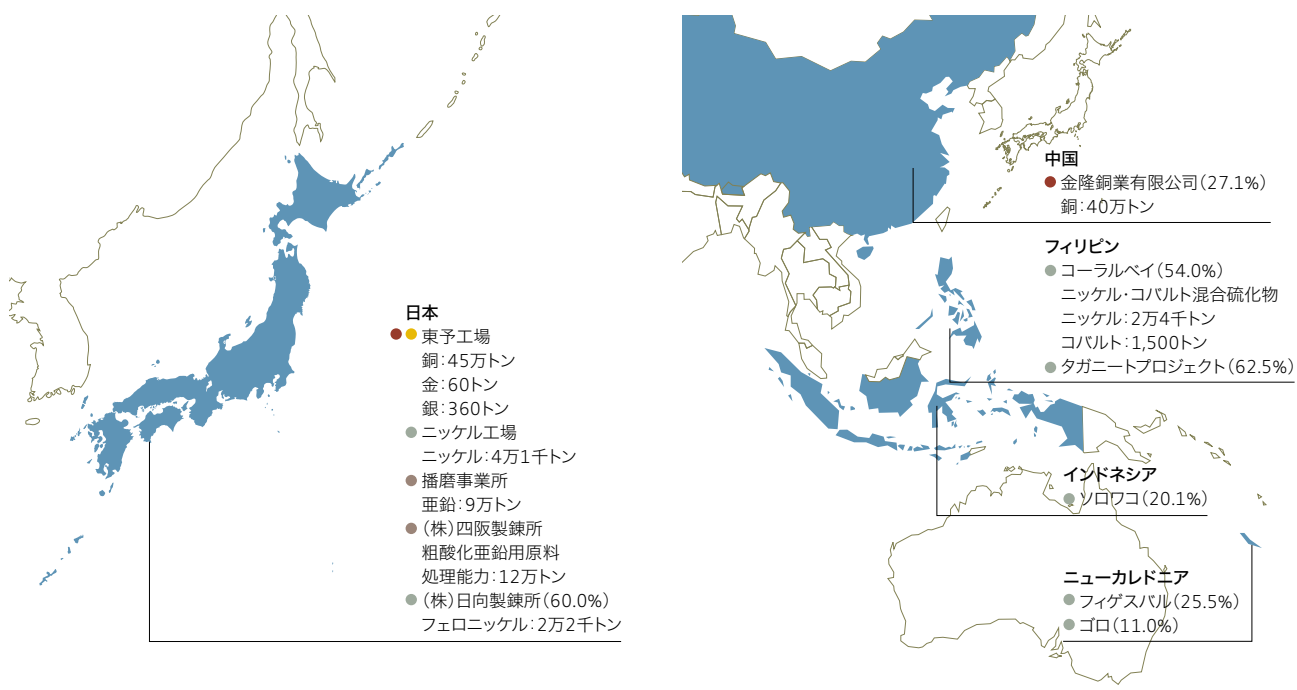 日本
東予工場
銅：45万トン
金：60トン
銀：360トン
ニッケル工場
ニッケル：4万1千トン
播磨事業所
亜鉛：9万トン
（株）四阪製錬所
粗酸化亜鉛用原料
処理能力：12万トン
（株）日向製錬所（60.0%）
フェロニッケル：2万2千トン
中国
金隆銅業有限公司（27.1%）
銅：40万トン
フィリピン
コーラルベイ（54.0%）
ニッケル・コバルト混合硫化物
ニッケル：2万4千トン
コバルト：1,500トン
タガニートプロジェクト（62.5%）
インドネシア
ソロワコ（20.1%）
ニューカレドニア
フィゲスバル（25.5%）
ゴロ（11.0%）